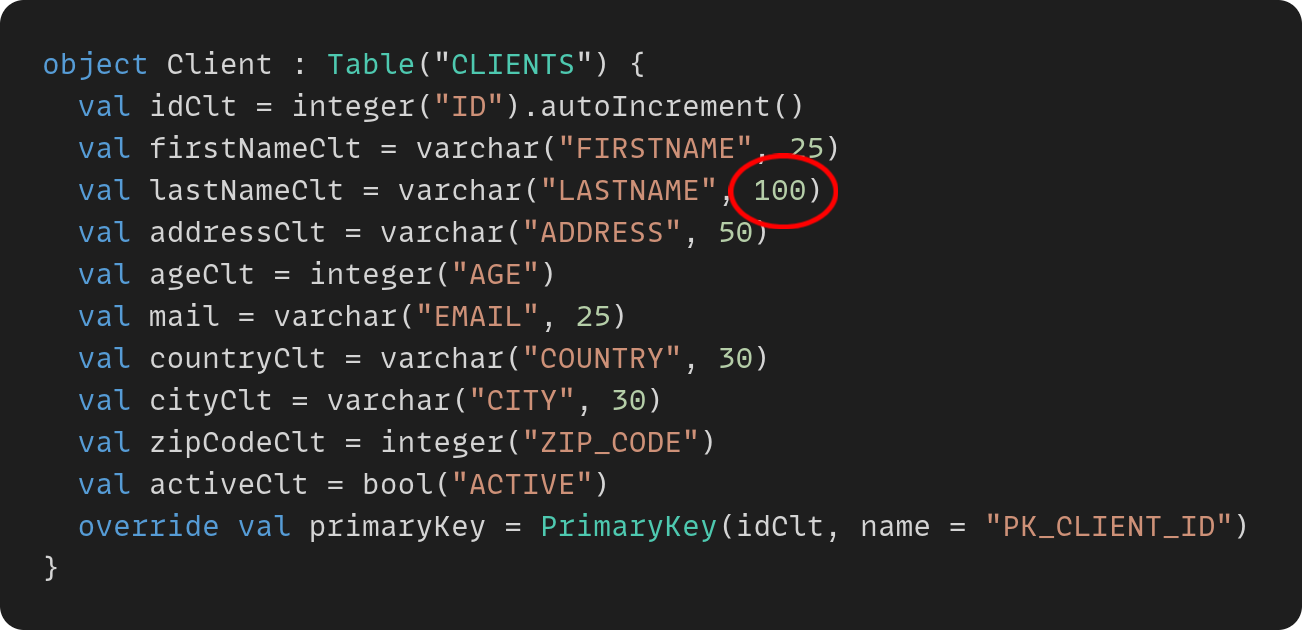 object Client : Table("CLIENTS") {
  val idClt = integer("ID").autoIncrement()
  val firstNameClt = varchar("FIRSTNAME", 25)
  val lastNameClt = varchar("LASTNAME", 100)
  val addressClt = varchar("ADDRESS", 50)
  val ageClt = integer("AGE")
  val mail = varchar("EMAIL", 25)
  val countryClt = varchar("COUNTRY", 30)
  val cityClt = varchar("CITY", 30)
  val zipCodeClt = integer("ZIP_CODE")
  val activeClt = bool("ACTIVE")
  override val primaryKey = PrimaryKey(idClt, name = "PK_CLIENT_ID")
}